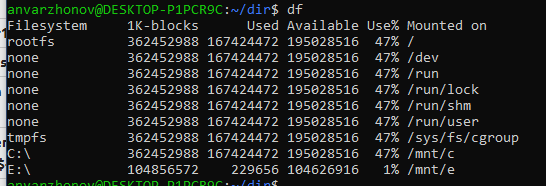 anvarzhonov@DESKTOP-P1PCR9C:~/dir$ df
Filesystem     1K-blocks      Used Available Use% Mounted on
rootfs         362452988 167424472 195028516  47% /
none           362452988 167424472 195028516  47% /dev
none           362452988 167424472 195028516  47% /run
none           362452988 167424472 195028516  47% /run/lock
none           362452988 167424472 195028516  47% /run/shm
none           362452988 167424472 195028516  47% /run/user
tmpfs          362452988 167424472 195028516  47% /sys/fs/cgroup
C:\            362452988 167424472 195028516  47% /mnt/c
E:\            104856572    229656 104626916   1% /mnt/e
anvarzhonov@DESKTOP-P1PCR9C:~/dir$